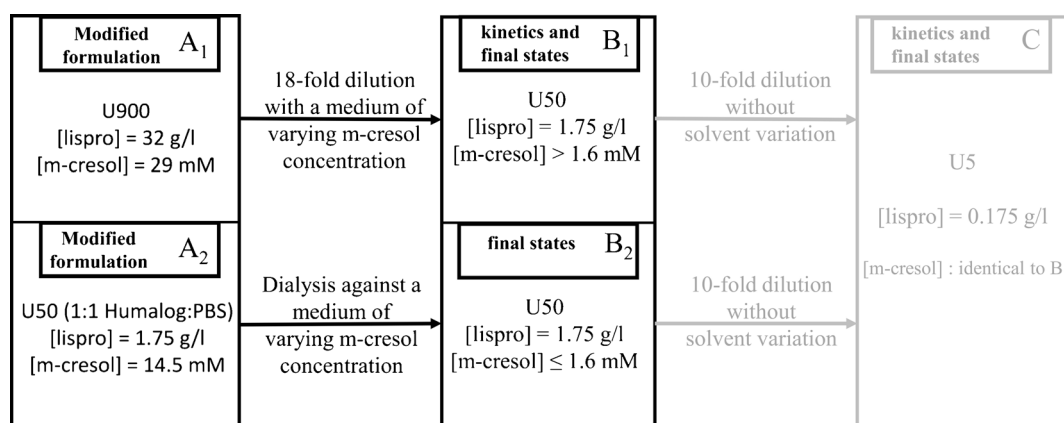 Modified
formulation
A1
U900
[lispro] = 32 g/l
[m-cresol] = 29 mM
18-fold dilution
with a medium of
varying m-cresol
concentration
kinetics and
final states
B1
U50
[lispro] = 1.75 g/l
[m-cresol] > 1.6 mM
10-fold dilution
without
solvent variation
kinetics and
final states
C
U5
[lispro] = 0.175 g/l
[m-cresol] : identical to B
Modified
formulation
A2
U50 (1:1 Humalog:PBS)
[lispro] = 1.75 g/l
[m-cresol] = 14.5 mM
Dialysis against a
medium of
varying m-cresol
concentration
final states
B2
U50
[lispro] = 1.75 g/l
[m-cresol] ≤ 1.6 mM
10-fold dilution
without
solvent variation